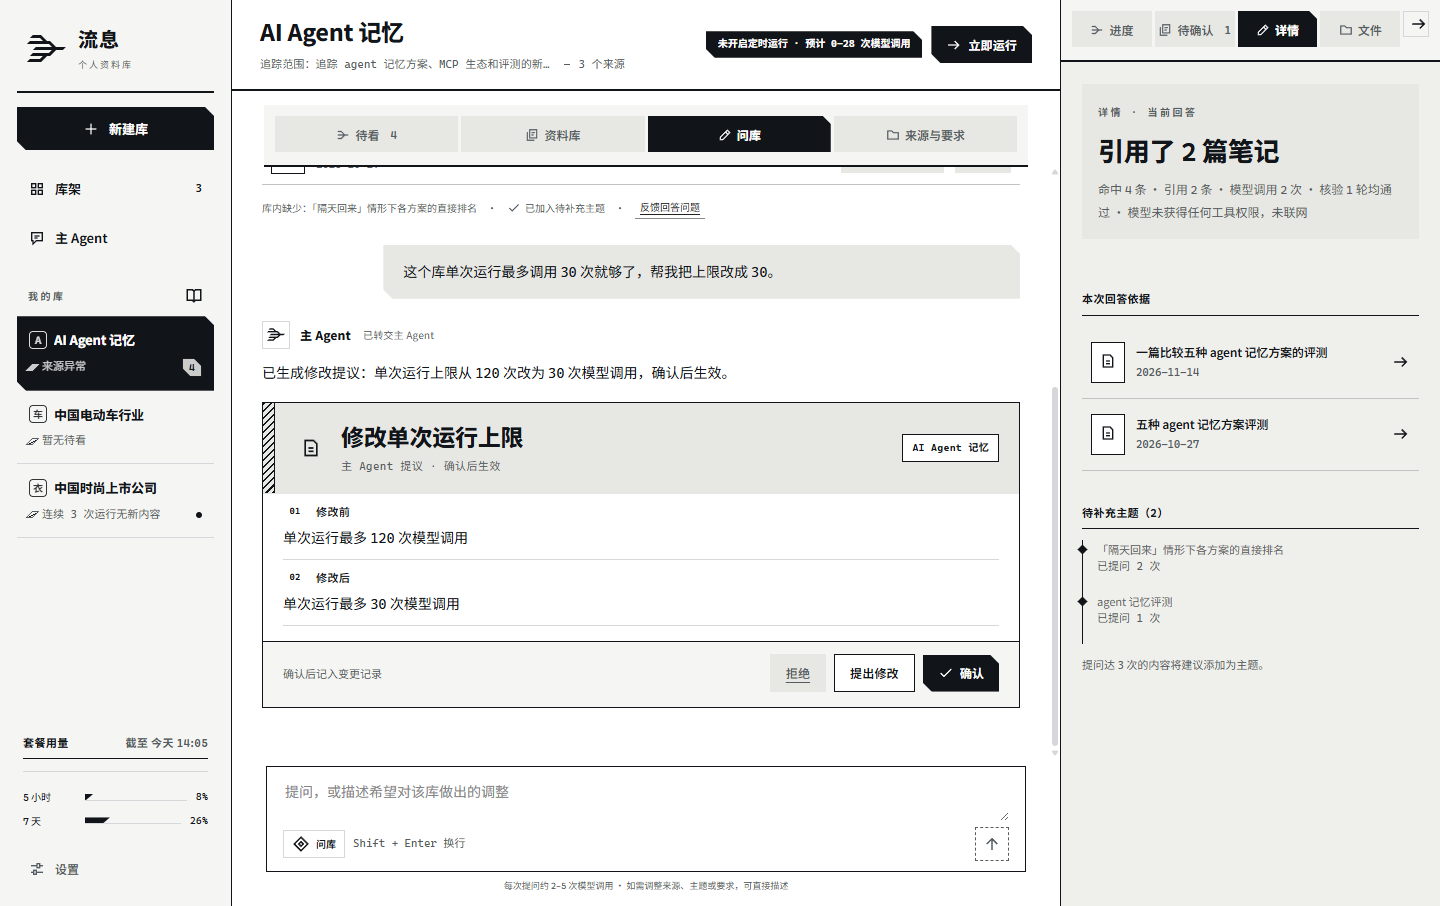 流息
个人资料库
新建库
库架 3
主 Agent
我的库
A AI Agent 记忆
来源异常 4
车 中国电动车行业
暂无待看
衣 中国时尚上市公司
连续 3 次运行无新内容
套餐用量 截至 今天 14:05
5 小时 8%
7 天 26%
设置
AI Agent 记忆
追踪范围：追踪 agent 记忆方案、MCP 生态和评测的新… — 3 个来源
未开启定时运行 · 预计 0–28 次模型调用
立即运行
待看 4
资料库
问库
来源与要求
库内缺少：「隔天回来」情形下各方案的直接排名 · 已加入待补充主题 · 反馈回答问题
这个库单次运行最多调用 30 次就够了，帮我把上限改成 30。
主 Agent 已转交主 Agent
已生成修改提议：单次运行上限从 120 次改为 30 次模型调用，确认后生效。
修改单次运行上限
主 Agent 提议 · 确认后生效
AI Agent 记忆
01 修改前
单次运行最多 120 次模型调用
02 修改后
单次运行最多 30 次模型调用
确认后记入变更记录
拒绝
提出修改
确认
提问，或描述希望对该库做出的调整
问库
Shift + Enter 换行
每次提问约 2–5 次模型调用 · 如需调整来源、主题或要求，可直接描述
进度
待确认 1
详情
文件
详情 · 当前回答
引用了 2 篇笔记
命中 4 条 · 引用 2 条 · 模型调用 2 次 · 核验 1 轮均通
过 · 模型未获得任何工具权限，未联网
本次回答依据
一篇比较五种 agent 记忆方案的评测
2026-11-14
五种 agent 记忆方案评测
2026-10-27
待补充主题（2）
「隔天回来」情形下各方案的直接排名
已提问 2 次
agent 记忆评测
已提问 1 次
提问达 3 次的内容将建议添加为主题。